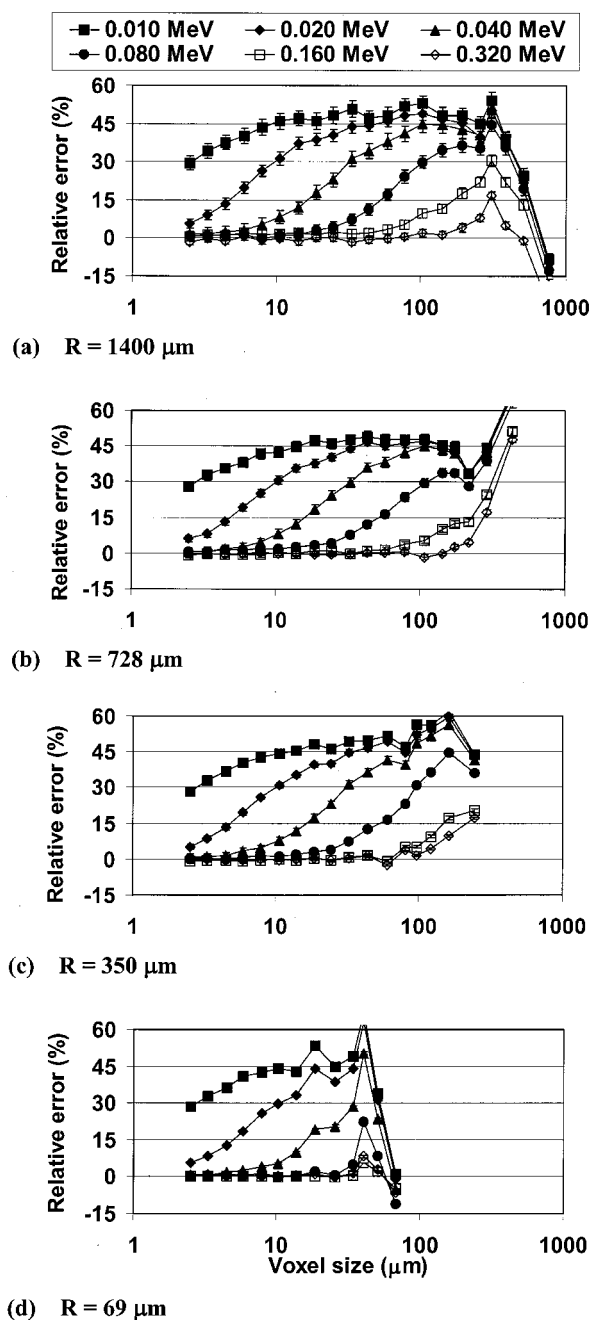 0.010 MeV 0.020 MeV 0.040 MeV
0.080 MeV 0.160 MeV 0.320 MeV
Relative error (%)
60
45
30
15
0
-15
1 10 100 1000
(a) R = 1400 μm
Relative error (%)
60
45
30
15
0
-15
1 10 100 1000
(b) R = 728 μm
Relative error (%)
60
45
30
15
0
-15
1 10 100 1000
(c) R = 350 μm
Relative error (%)
60
45
30
15
0
-15
1 10 100 1000
Voxel size (μm)
(d) R = 69 μm